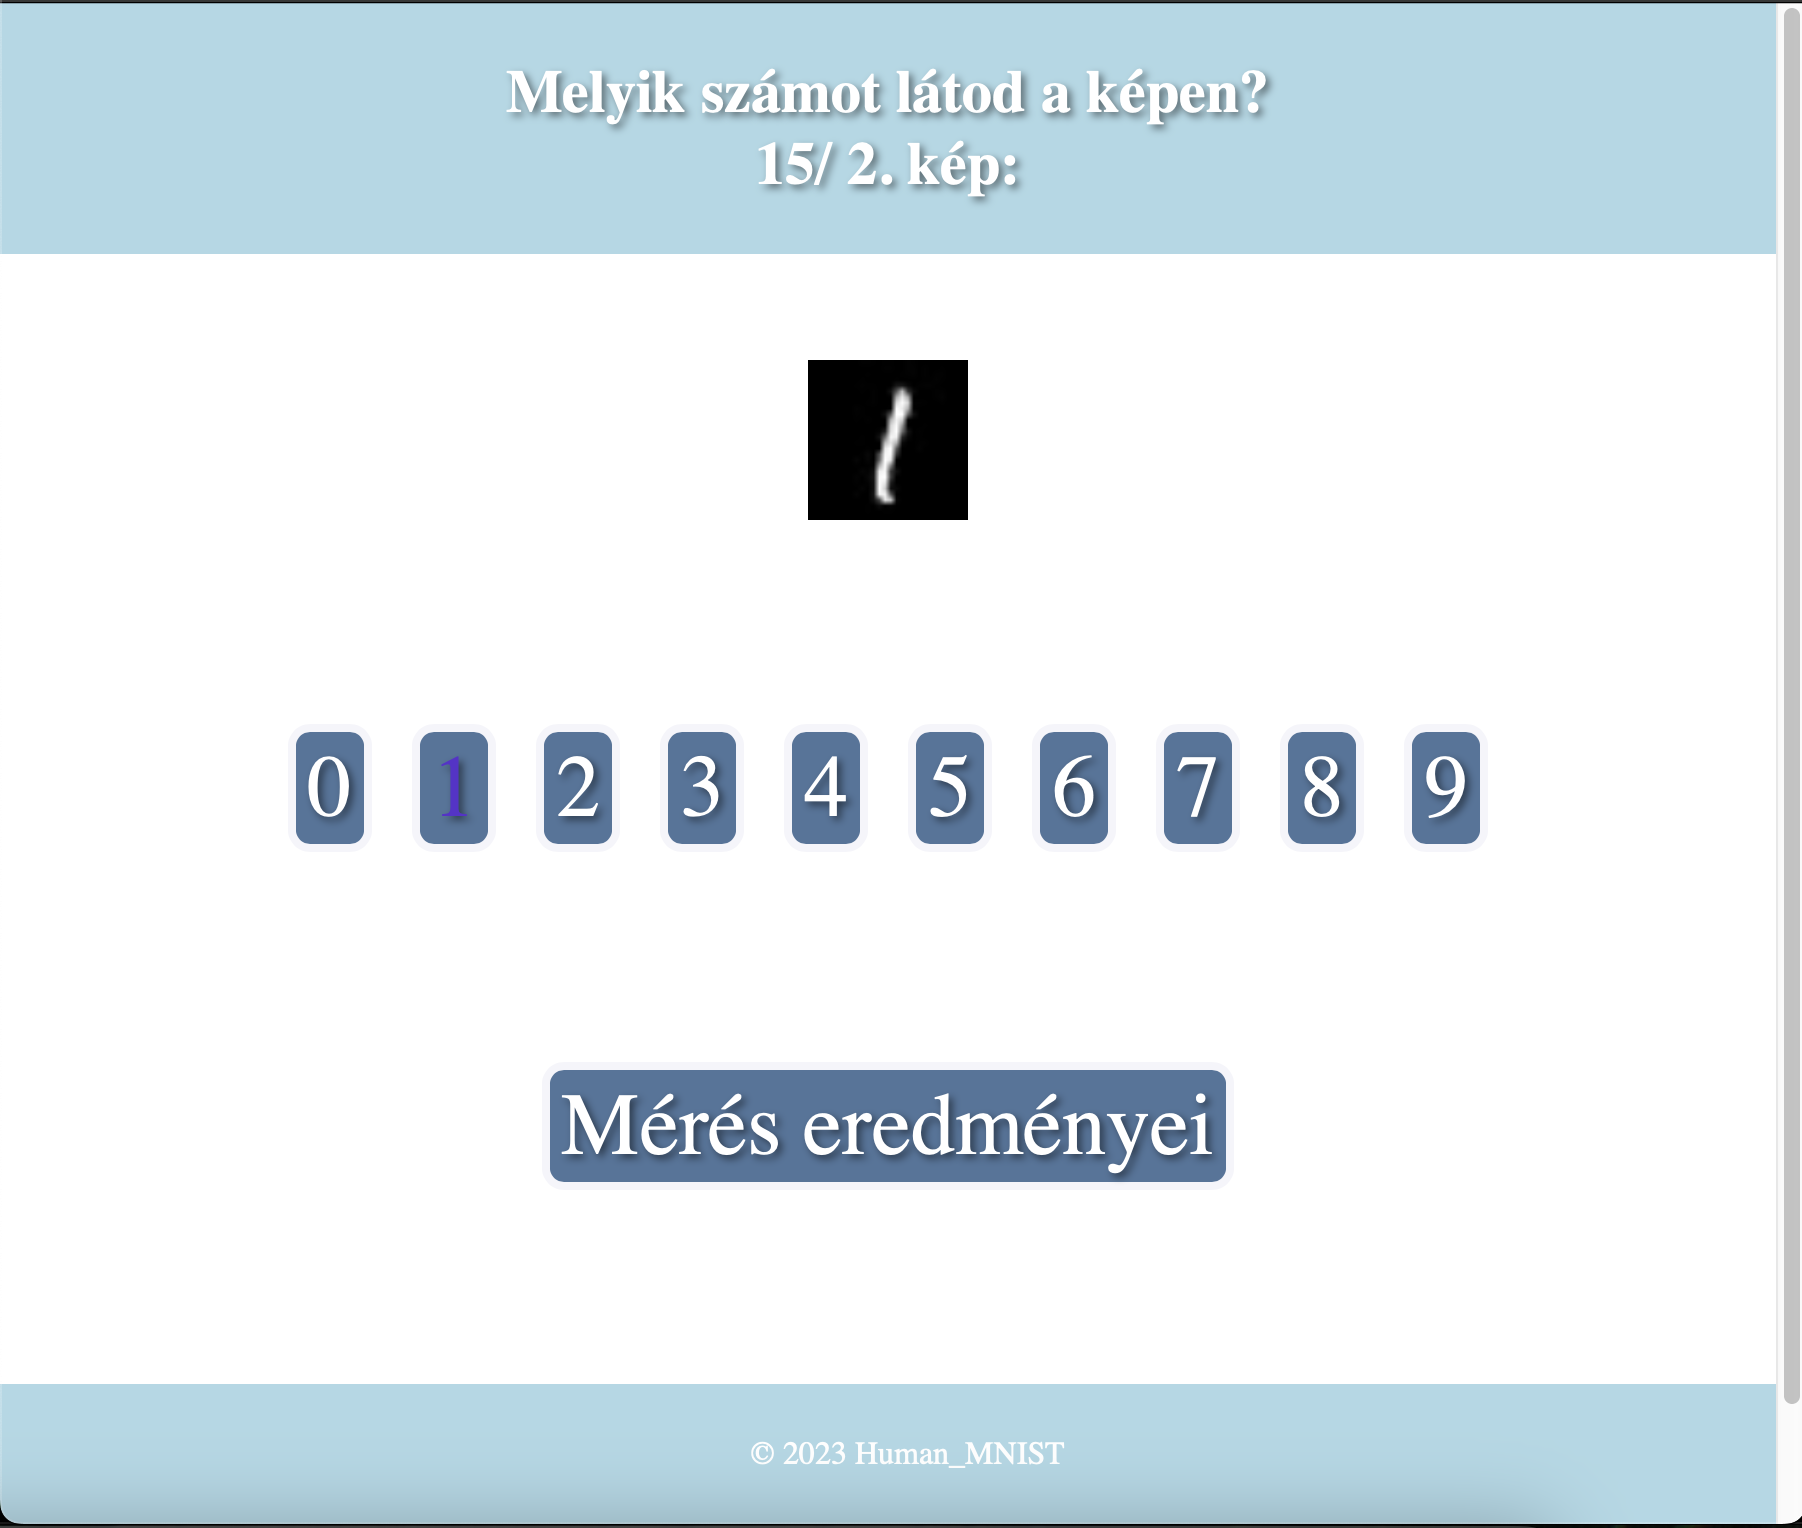 Melyik számot látod a képen?
15/ 2. kép:
1
0 1 2 3 4 5 6 7 8 9
Mérés eredményei
© 2023 Human_MNIST